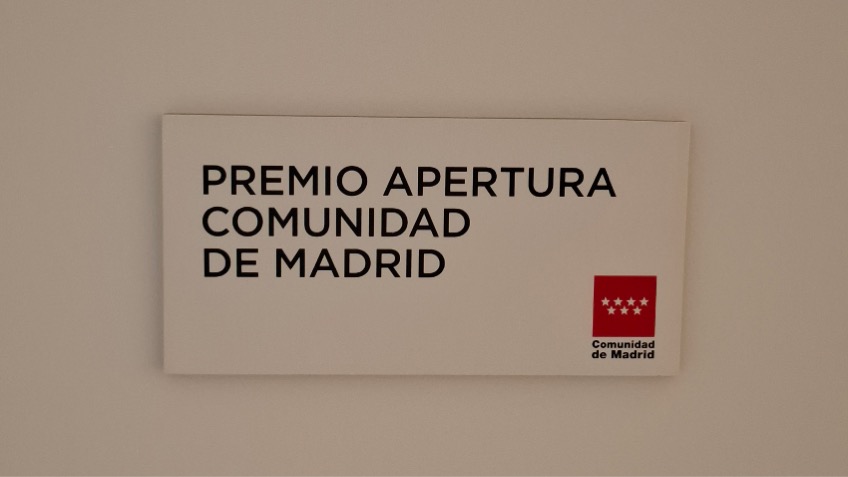 PREMIO APERTURA
COMUNIDAD
DE MADRID
Comunidad
de Madrid